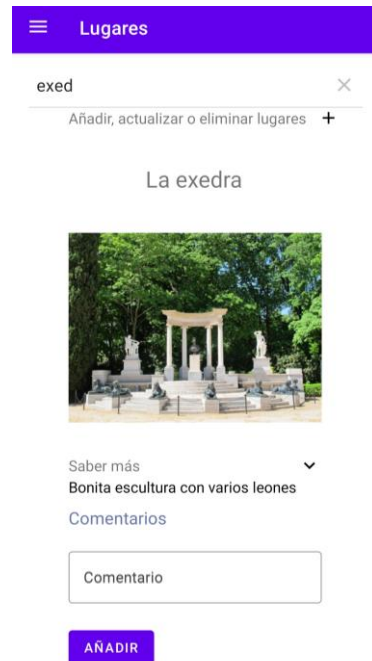 Lugares
exed
Añadir, actualizar o eliminar lugares +
La exedra
Saber más
Bonita escultura con varios leones
Comentarios
Comentario
AÑADIR